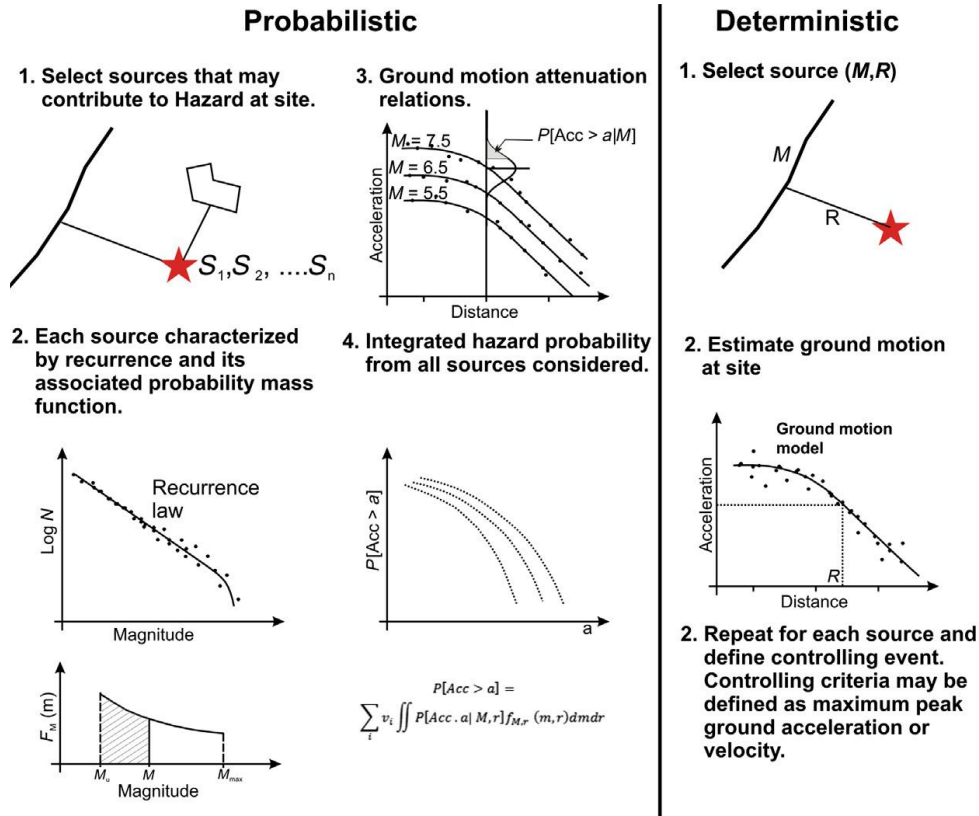 Probabilistic
1. Select sources that may
contribute to Hazard at site.
S1,S2, ....Sn
2. Each source characterized
by recurrence and its
associated probability mass
function.
Log N
Recurrence
law
Magnitude
FM (m)
Mu
M
Mmax
Magnitude
3. Ground motion attenuation
relations.
M = 7.5
M = 6.5
M = 5.5
P[Acc > a|M]
Acceleration
Distance
4. Integrated hazard probability
from all sources considered.
P[Acc > a]
a
P[Acc > a] =
∑i vi ∬ P[Acc . a| M,r]fM,r (m,r)dmdr
Deterministic
1. Select source (M,R)
M
R
2. Estimate ground motion
at site
Ground motion
model
Acceleration
R
Distance
2. Repeat for each source and
define controlling event.
Controlling criteria may be
defined as maximum peak
ground acceleration or
velocity.